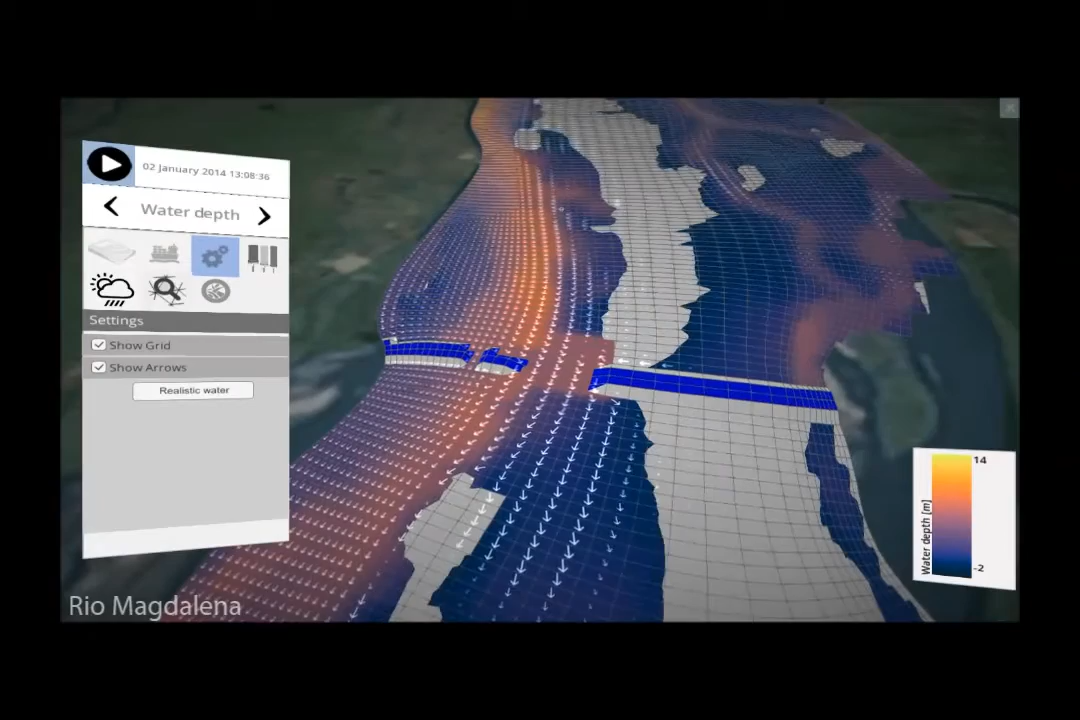 02 January 2014 13:08:36
Water depth
Settings
Show Grid
Show Arrows
Realistic water
14
Water depth [m]
-2
Rio Magdalena